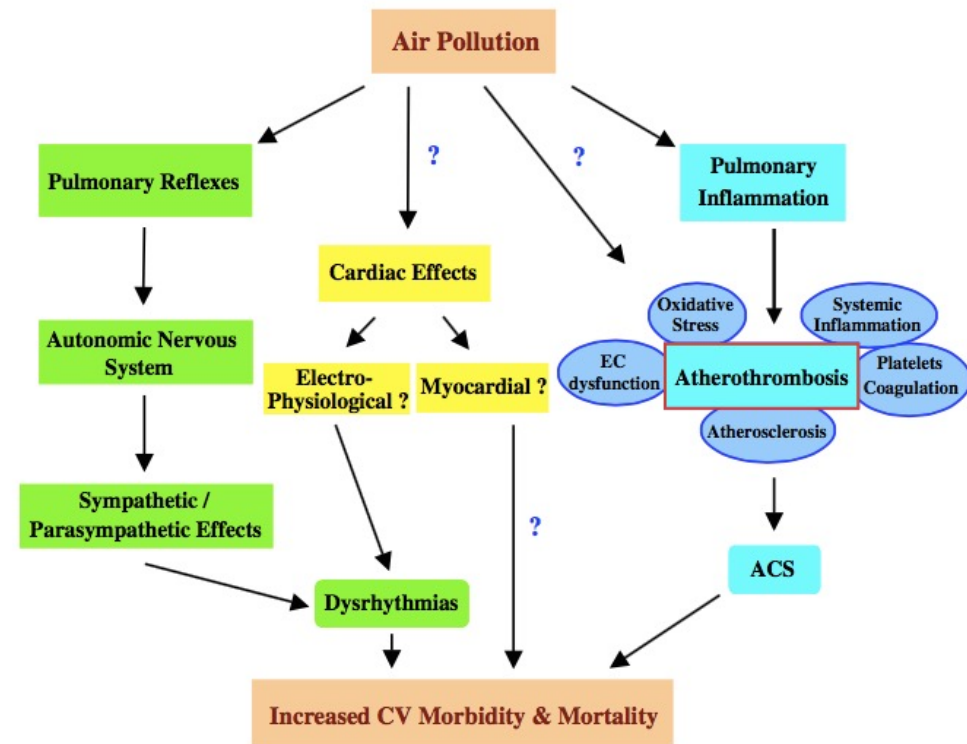 Air Pollution
?
?
Pulmonary Reflexes
Pulmonary
Inflammation
Cardiac Effects
Oxidative
Stress
Systemic
Inflammation
Autonomic Nervous
System
EC
dysfunction
Atherothrombosis
Platelets
Coagulation
Electro-
Physiological ?
Myocardial ?
Atherosclerosis
Sympathetic /
Parasympathetic Effects
?
ACS
Dysrhythmias
Increased CV Morbidity & Mortality